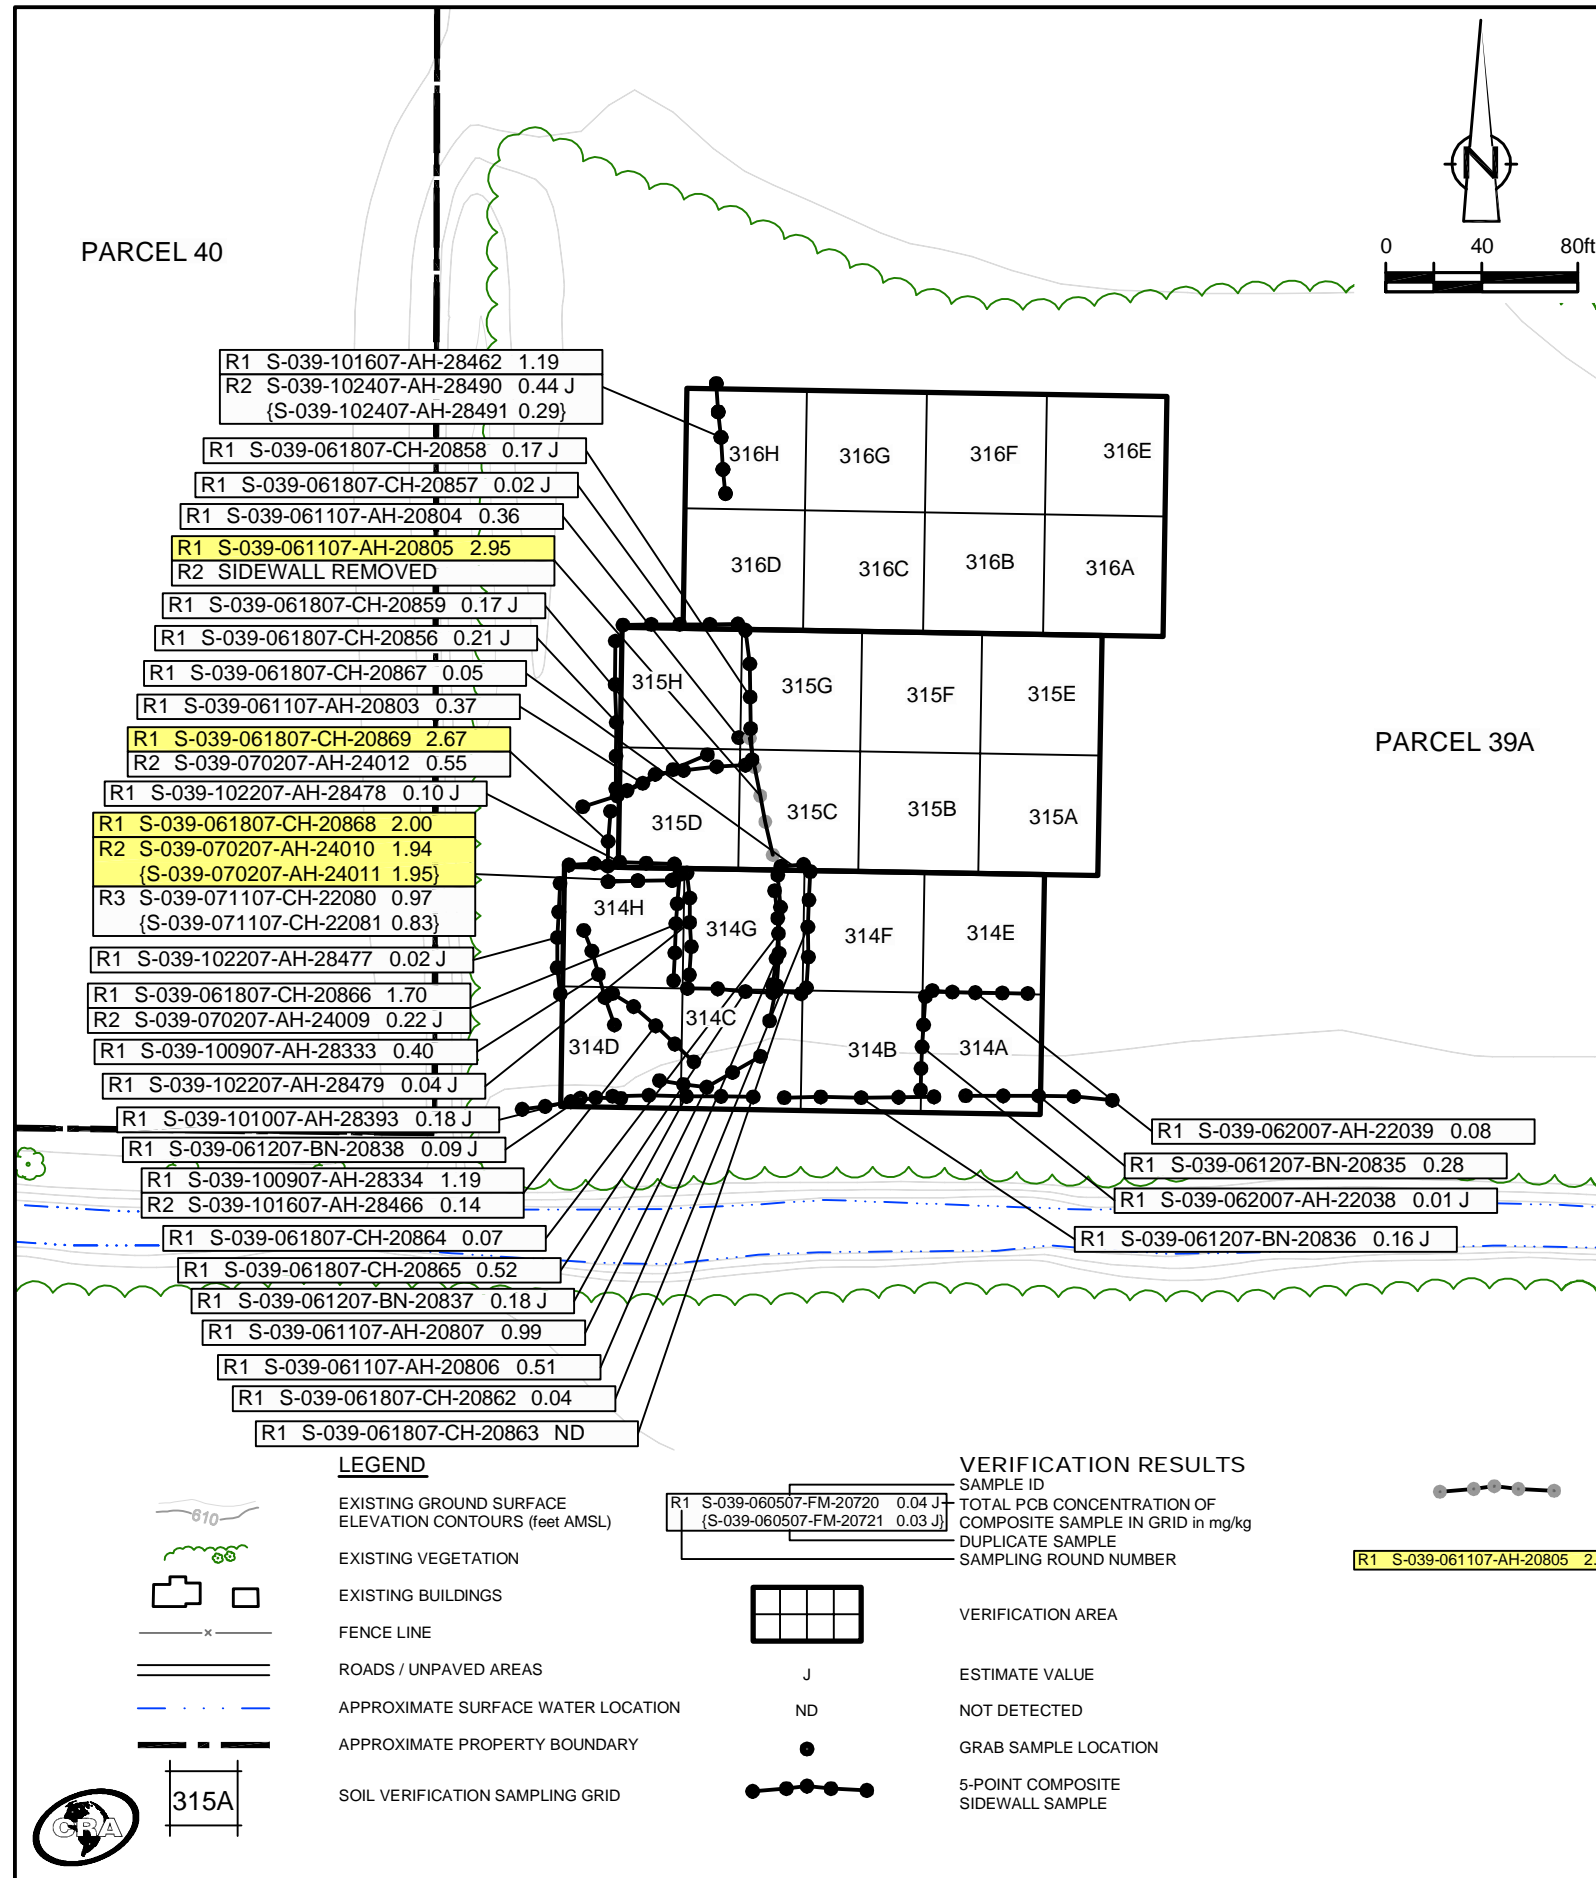 N
0 40 80ft
PARCEL 40
R1 S-039-101607-AH-28462 1.19
R2 S-039-102407-AH-28490 0.44 J
{S-039-102407-AH-28491 0.29}
R1 S-039-061807-CH-20858 0.17 J
R1 S-039-061807-CH-20857 0.02 J
R1 S-039-061107-AH-20804 0.36
R1 S-039-061107-AH-20805 2.95
R2 SIDEWALL REMOVED
R1 S-039-061807-CH-20859 0.17 J
R1 S-039-061807-CH-20856 0.21 J
R1 S-039-061807-CH-20867 0.05
R1 S-039-061107-AH-20803 0.37
R1 S-039-061807-CH-20869 2.67
R2 S-039-070207-AH-24012 0.55
R1 S-039-102207-AH-28478 0.10 J
R1 S-039-061807-CH-20868 2.00
R2 S-039-070207-AH-24010 1.94
{S-039-070207-AH-24011 1.95}
R3 S-039-071107-CH-22080 0.97
{S-039-071107-CH-22081 0.83}
R1 S-039-102207-AH-28477 0.02 J
R1 S-039-061807-CH-20866 1.70
R2 S-039-070207-AH-24009 0.22 J
R1 S-039-100907-AH-28333 0.40
R1 S-039-102207-AH-28479 0.04 J
R1 S-039-101007-AH-28393 0.18 J
R1 S-039-061207-BN-20838 0.09 J
R1 S-039-100907-AH-28334 1.19
R2 S-039-101607-AH-28466 0.14
R1 S-039-061807-CH-20864 0.07
R1 S-039-061807-CH-20865 0.52
R1 S-039-061207-BN-20837 0.18 J
R1 S-039-061107-AH-20807 0.99
R1 S-039-061107-AH-20806 0.51
R1 S-039-061807-CH-20862 0.04
R1 S-039-061807-CH-20863 ND
316H 316G 316F 316E
316D 316C 316B 316A
315H 315G 315F 315E
315D 315C 315B 315A
314H 314G 314F 314E
314D 314C 314B 314A
PARCEL 39A
R1 S-039-062007-AH-22039 0.08
R1 S-039-061207-BN-20835 0.28
R1 S-039-062007-AH-22038 0.01 J
R1 S-039-061207-BN-20836 0.16 J
LEGEND
610
EXISTING GROUND SURFACE
ELEVATION CONTOURS (feet AMSL)
EXISTING VEGETATION
EXISTING BUILDINGS
x
FENCE LINE
ROADS / UNPAVED AREAS
APPROXIMATE SURFACE WATER LOCATION
APPROXIMATE PROPERTY BOUNDARY
315A
SOIL VERIFICATION SAMPLING GRID
CRA
VERIFICATION RESULTS
R1 S-039-060507-FM-20720 0.04 J
{S-039-060507-FM-20721 0.03 J}
SAMPLE ID
TOTAL PCB CONCENTRATION OF
COMPOSITE SAMPLE IN GRID in mg/kg
DUPLICATE SAMPLE
SAMPLING ROUND NUMBER
VERIFICATION AREA
J
ESTIMATE VALUE
ND
NOT DETECTED
GRAB SAMPLE LOCATION
5-POINT COMPOSITE
SIDEWALL SAMPLE
R1 S-039-061107-AH-20805 2.